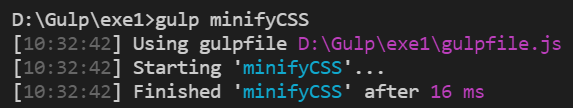 D:\Gulp\exe1>gulp minifyCSS
[10:32:42] Using gulpfile D:\Gulp\exe1\gulpfile.js
[10:32:42] Starting 'minifyCSS'...
[10:32:42] Finished 'minifyCSS' after 16 ms